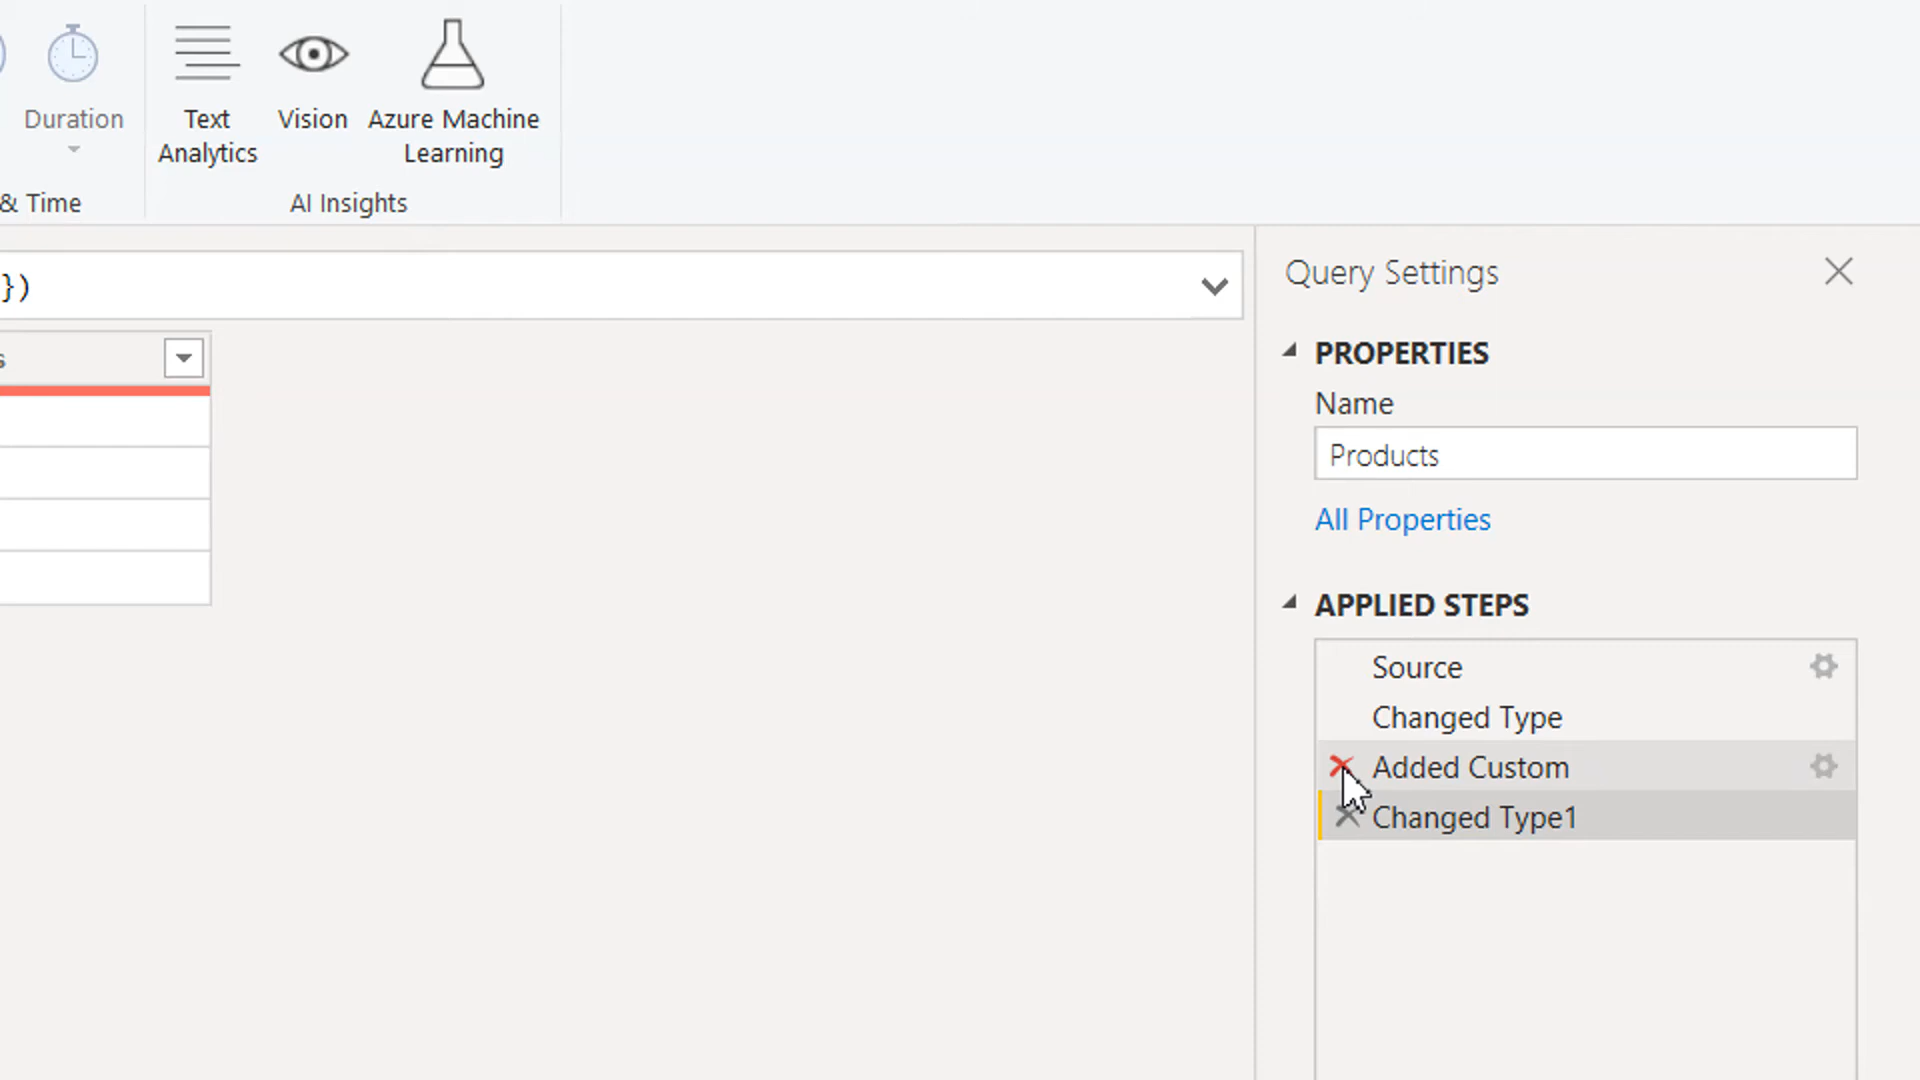 Duration
Text
Analytics
Vision
Azure Machine
Learning
& Time
AI Insights
})
s
Query Settings
PROPERTIES
Name
Products
All Properties
APPLIED STEPS
Source
Changed Type
Added Custom
Changed Type1